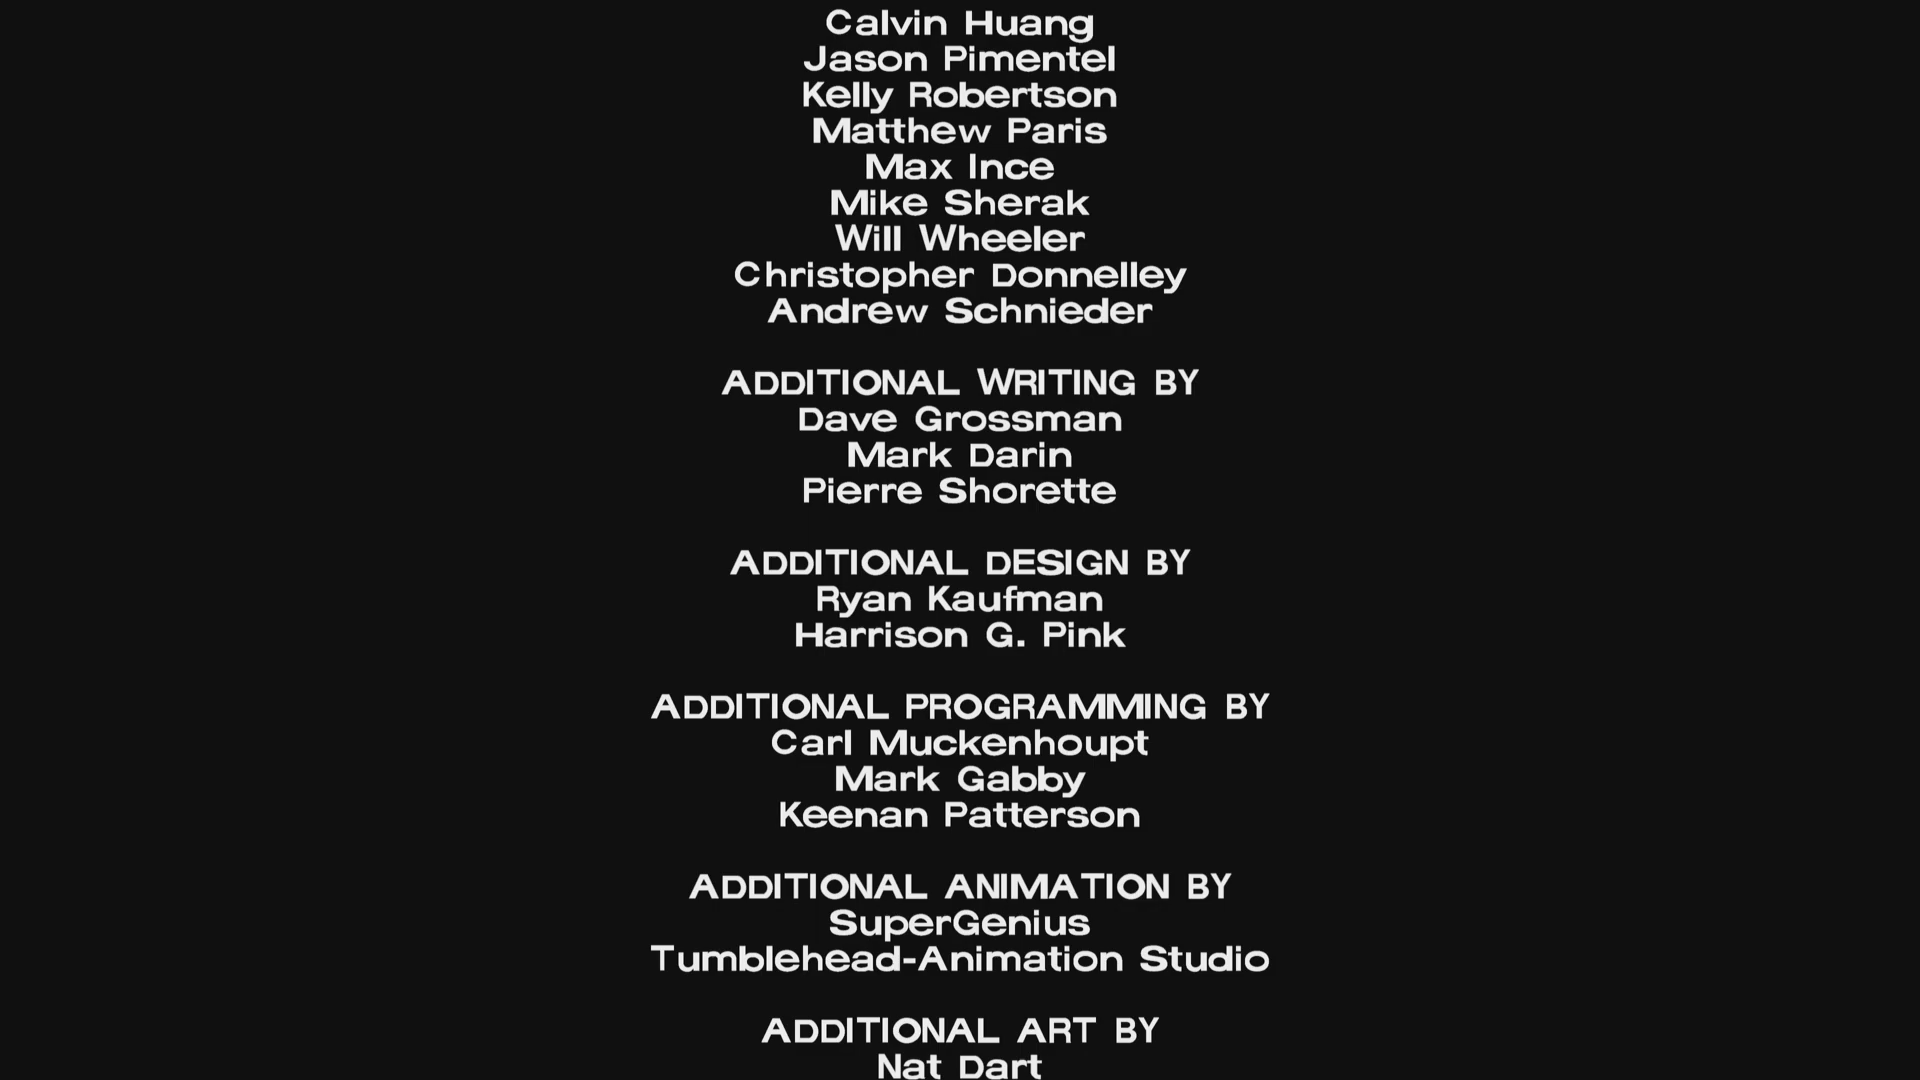 Calvin Huang
Jason Pimentel
Kelly Robertson
Matthew Paris
Max Ince
Mike Sherak
Will Wheeler
Christopher Donnelley
Andrew Schnieder
ADDITIONAL WRITING BY
Dave Grossman
Mark Darin
Pierre Shorette
ADDITIONAL DESIGN BY
Ryan Kaufman
Harrison G. Pink
ADDITIONAL PROGRAMMING BY
Carl Muckenhoupt
Mark Gabby
Keenan Patterson
ADDITIONAL ANIMATION BY
SuperGenius
Tumblehead-Animation Studio
ADDITIONAL ART BY
Nat Dart